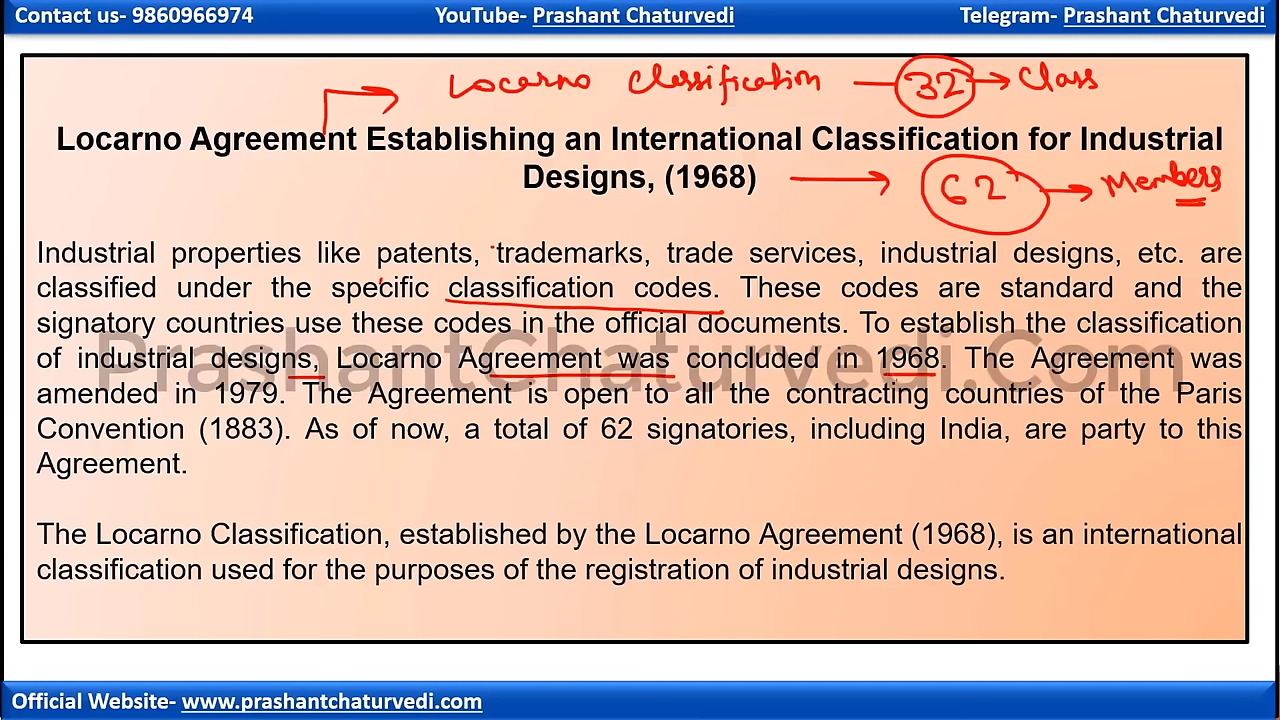 Contact us- 9860966974 YouTube- Prashant Chaturvedi Telegram- Prashant Chaturvedi
Locarno Classification — 32 → Class
Locarno Agreement Establishing an International Classification for Industrial
Designs, (1968) → 62 → Members
Industrial properties like patents, trademarks, trade services, industrial designs, etc. are
classified under the specific classification codes. These codes are standard and the
signatory countries use these codes in the official documents. To establish the classification
of industrial designs, Locarno Agreement was concluded in 1968. The Agreement was
amended in 1979. The Agreement is open to all the contracting countries of the Paris
Convention (1883). As of now, a total of 62 signatories, including India, are party to this
Agreement.
The Locarno Classification, established by the Locarno Agreement (1968), is an international
classification used for the purposes of the registration of industrial designs.
PrashantChaturvedi.Com
Official Website- www.prashantchaturvedi.com